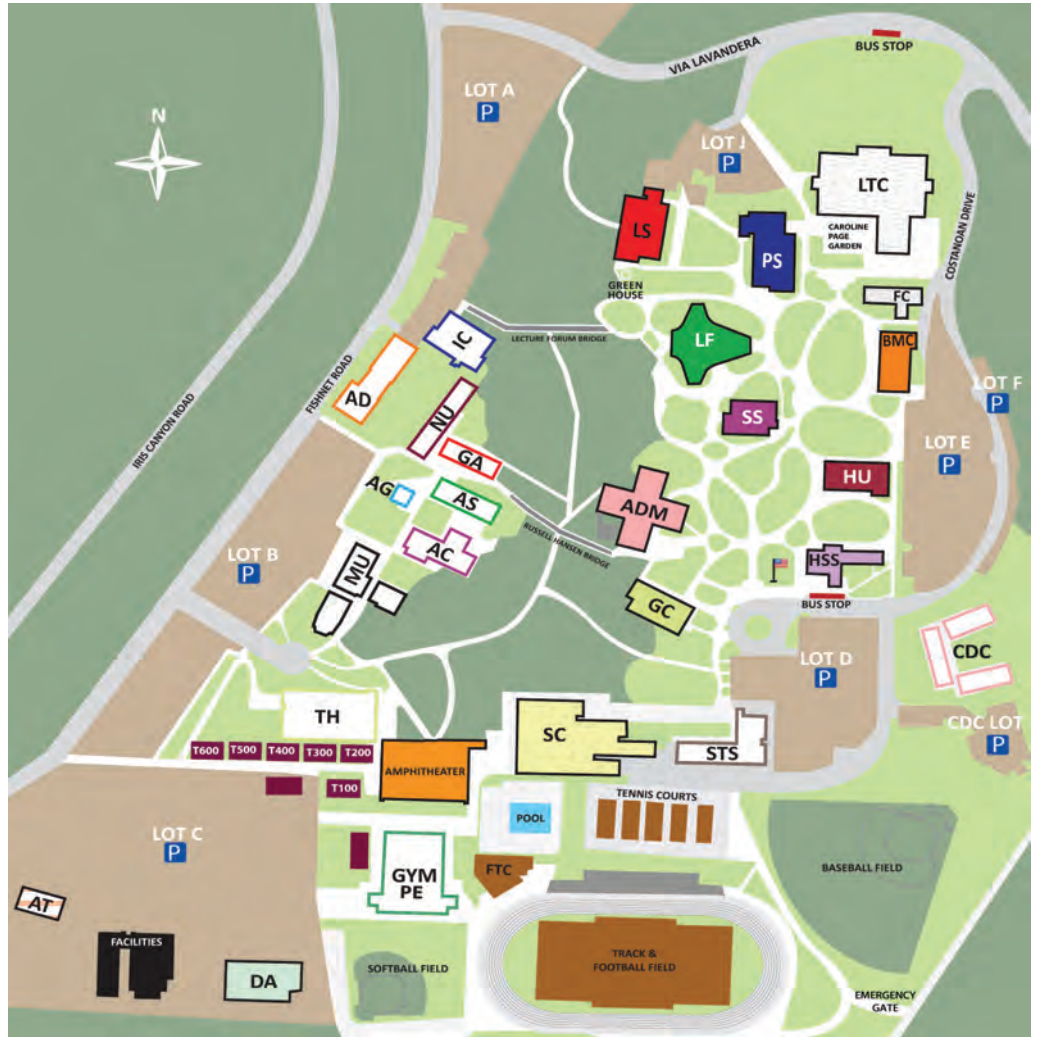 VIA LAVANDERA
BUS STOP
LOT A
P
N
LOT J
P
LTC
CAROLINE
PAGE
GARDEN
COSTANOAN DRIVE
LS
PS
GREEN
HOUSE
FC
LECTURE FORUM BRIDGE
LF
BMC
IC
IRIS CANYON ROAD
FISHNET ROAD
AD
NU
SS
LOT F
P
LOT E
P
GA
HU
AG
AS
ADM
RUSSELL HANSEN BRIDGE
AC
LOT B
P
MU
HSS
BUS STOP
GC
CDC
LOT D
P
TH
SC
STS
CDC LOT
P
T600
T500
T400
T300
T200
T100
AMPHITHEATER
TENNIS COURTS
POOL
LOT C
P
GYM
PE
FTC
BASEBALL FIELD
AT
FACILITIES
DA
SOFTBALL FIELD
TRACK &
FOOTBALL FIELD
EMERGENCY
GATE